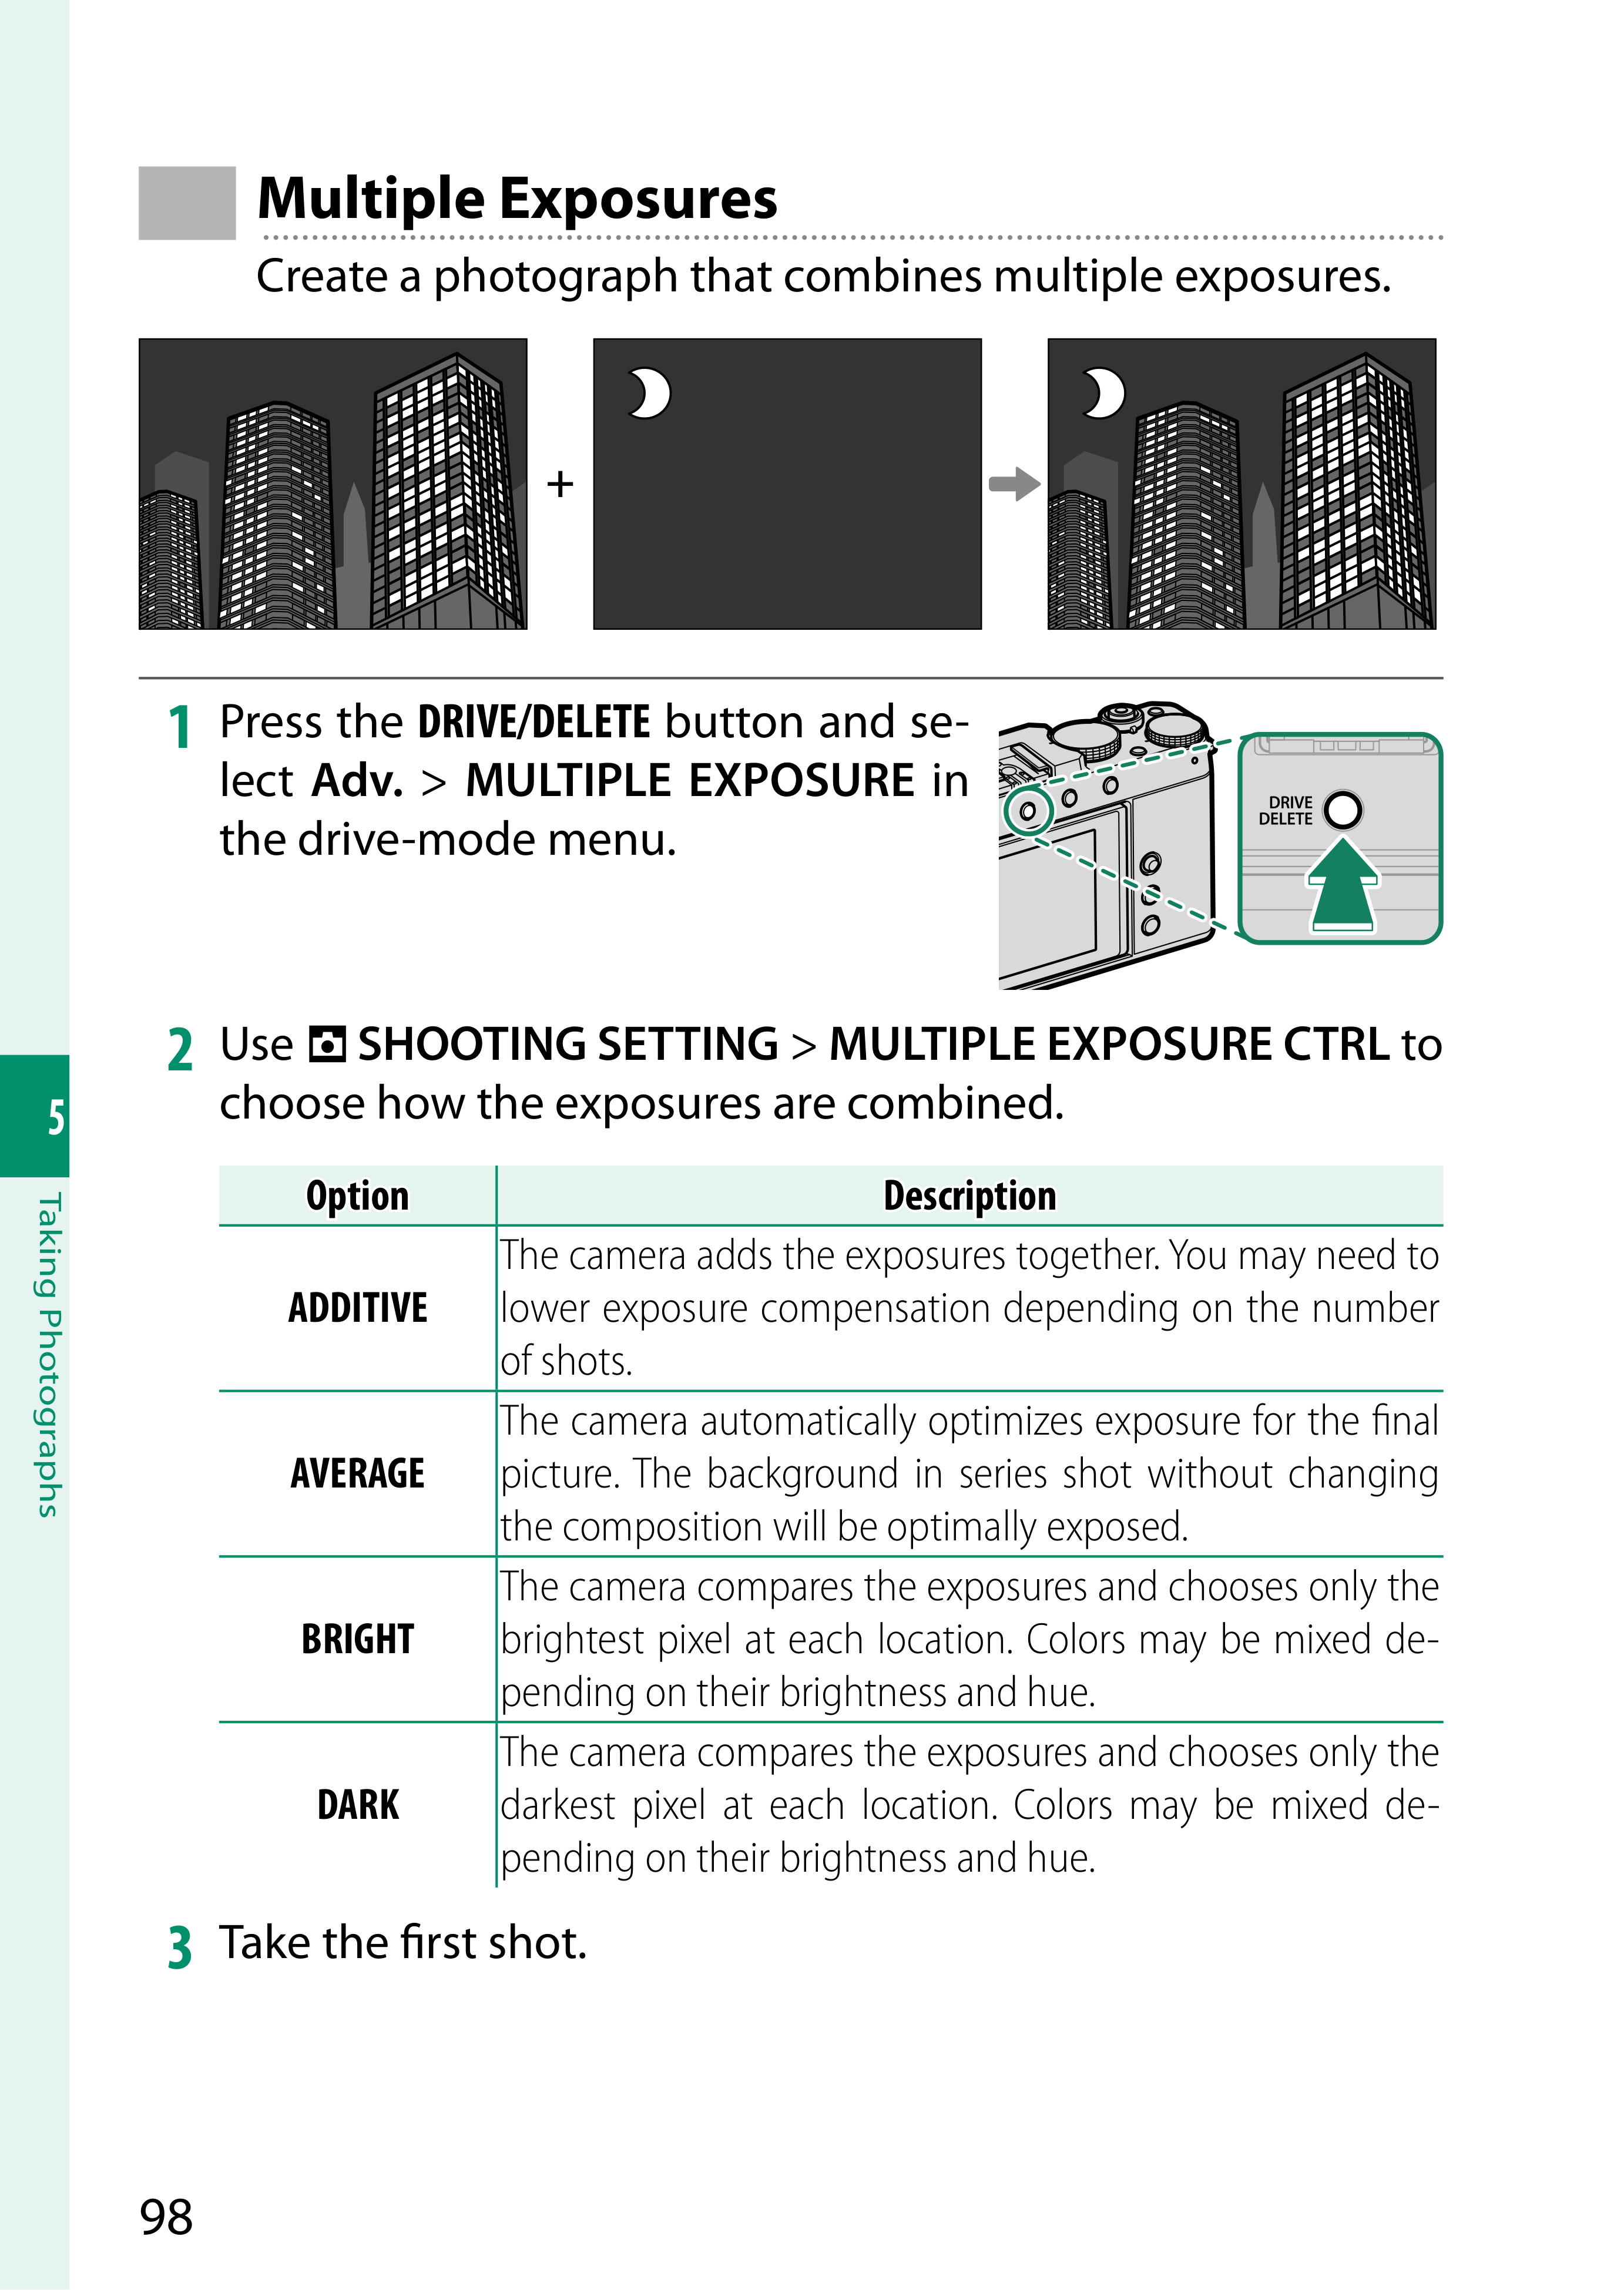 Multiple Exposures
Create a photograph that combines multiple exposures.
+
1 Press the DRIVE/DELETE button and se-
lect Adv. > MULTIPLE EXPOSURE in
the drive-mode menu.
DRIVE
DELETE
2 Use SHOOTING SETTING > MULTIPLE EXPOSURE CTRL to
choose how the exposures are combined.
Option Description
ADDITIVE
The camera adds the exposures together. You may need to
lower exposure compensation depending on the number
of shots.
AVERAGE
The camera automatically optimizes exposure for the final
picture. The background in series shot without changing
the composition will be optimally exposed.
BRIGHT
The camera compares the exposures and chooses only the
brightest pixel at each location. Colors may be mixed de-
pending on their brightness and hue.
DARK
The camera compares the exposures and chooses only the
darkest pixel at each location. Colors may be mixed de-
pending on their brightness and hue.
3 Take the first shot.
5
Taking Photographs
98